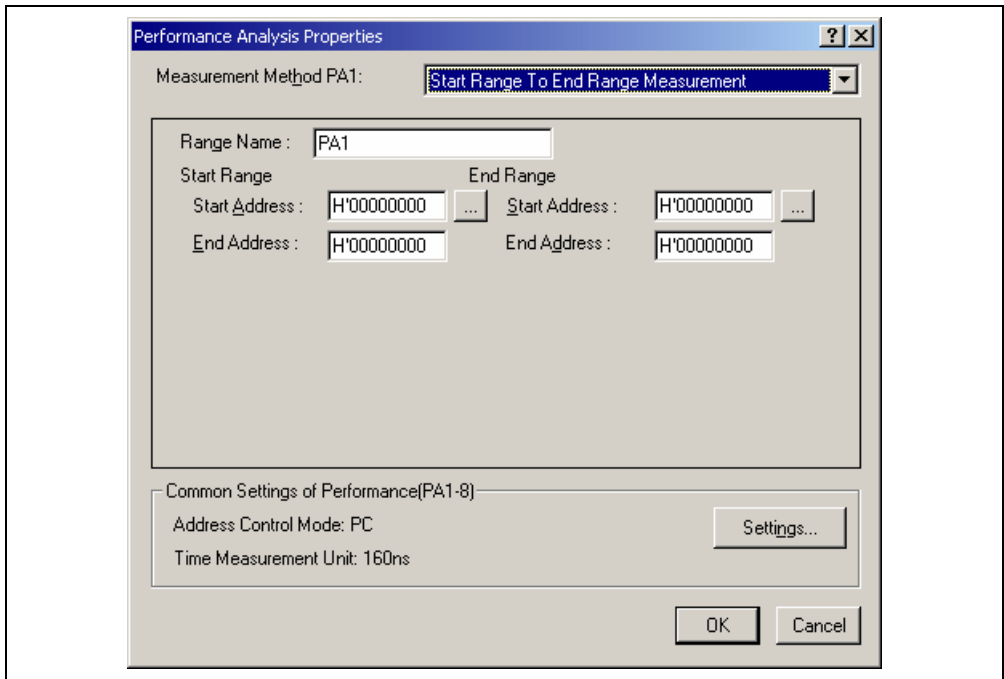 Performance Analysis Properties
Measurement Method PA1: Start Range To End Range Measurement
Range Name : PA1
Start Range End Range
Start Address : H'00000000 ... Start Address : H'00000000 ...
End Address : H'00000000 End Address : H'00000000
Common Settings of Performance(PA1-8)
Address Control Mode: PC
Settings...
Time Measurement Unit: 160ns
OK Cancel